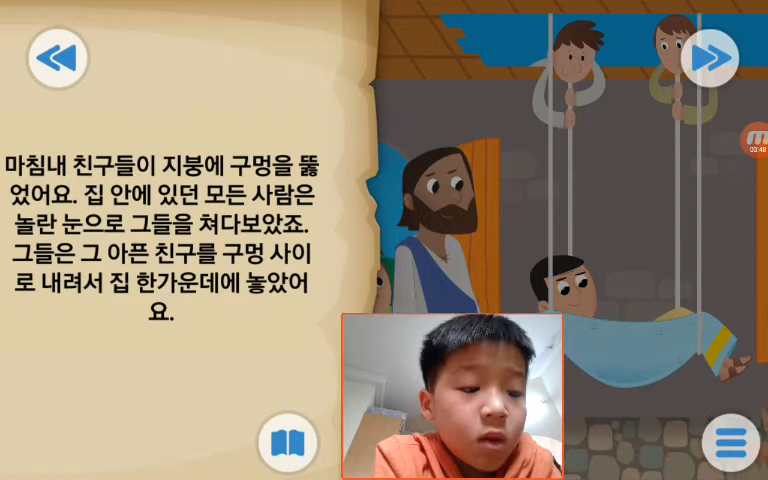 마침내 친구들이 지붕에 구멍을 뚫
었어요. 집 안에 있던 모든 사람은
놀란 눈으로 그들을 쳐다보았죠.
그들은 그 아픈 친구를 구멍 사이
로 내려서 집 한가운데에 놓았어
요.
03:48